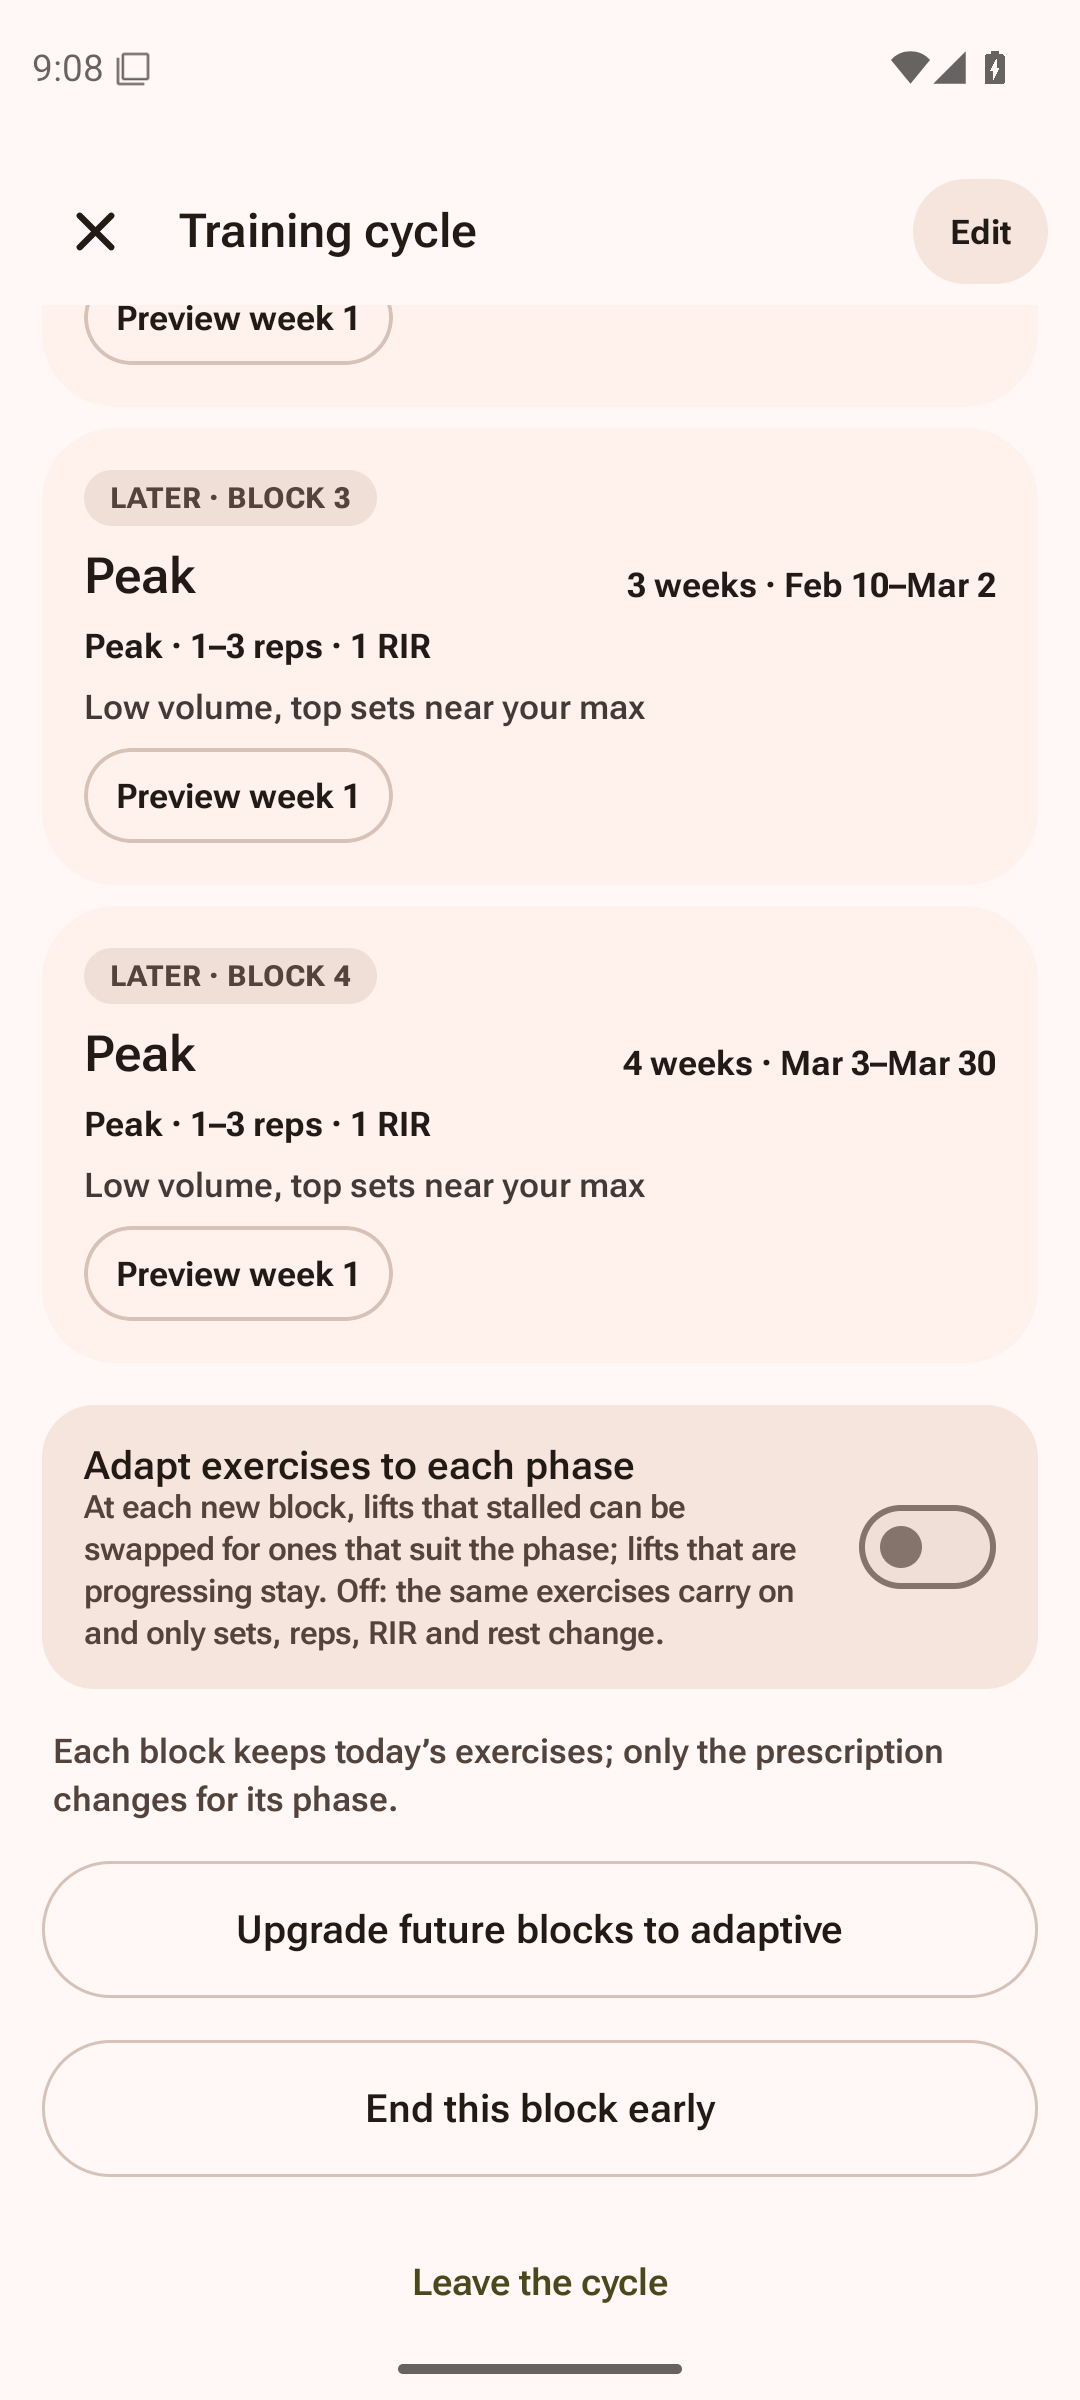 9:08
Training cycle
Edit
Preview week 1
LATER · BLOCK 3
Peak
3 weeks · Feb 10–Mar 2
Peak · 1–3 reps · 1 RIR
Low volume, top sets near your max
Preview week 1
LATER · BLOCK 4
Peak
4 weeks · Mar 3–Mar 30
Peak · 1–3 reps · 1 RIR
Low volume, top sets near your max
Preview week 1
Adapt exercises to each phase
At each new block, lifts that stalled can be
swapped for ones that suit the phase; lifts that are
progressing stay. Off: the same exercises carry on
and only sets, reps, RIR and rest change.
Each block keeps today’s exercises; only the prescription
changes for its phase.
Upgrade future blocks to adaptive
End this block early
Leave the cycle